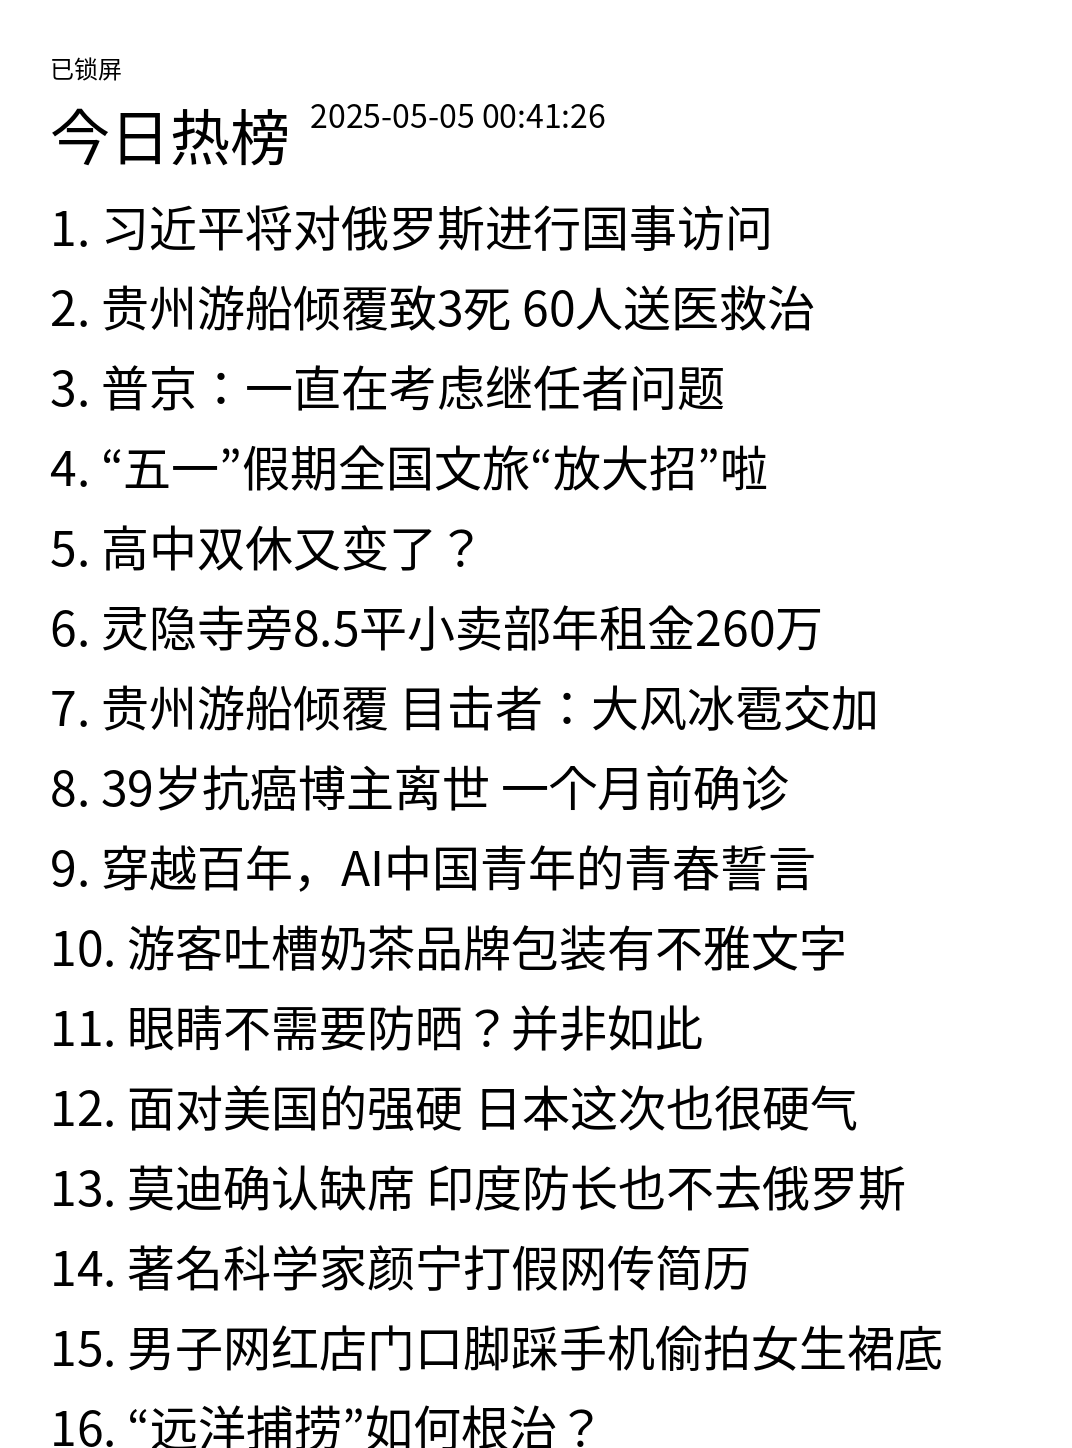 已锁屏
今日热榜 2025-05-05 00:41:26
1. 习近平将对俄罗斯进行国事访问
2. 贵州游船倾覆致3死 60人送医救治
3. 普京：一直在考虑继任者问题
4. “五一”假期全国文旅“放大招”啦
5. 高中双休又变了？
6. 灵隐寺旁8.5平小卖部年租金260万
7. 贵州游船倾覆 目击者：大风冰雹交加
8. 39岁抗癌博主离世 一个月前确诊
9. 穿越百年，AI中国青年的青春誓言
10. 游客吐槽奶茶品牌包装有不雅文字
11. 眼睛不需要防晒？并非如此
12. 面对美国的强硬 日本这次也很硬气
13. 莫迪确认缺席 印度防长也不去俄罗斯
14. 著名科学家颜宁打假网传简历
15. 男子网红店门口脚踩手机偷拍女生裙底
16. “远洋捕捞”如何根治？